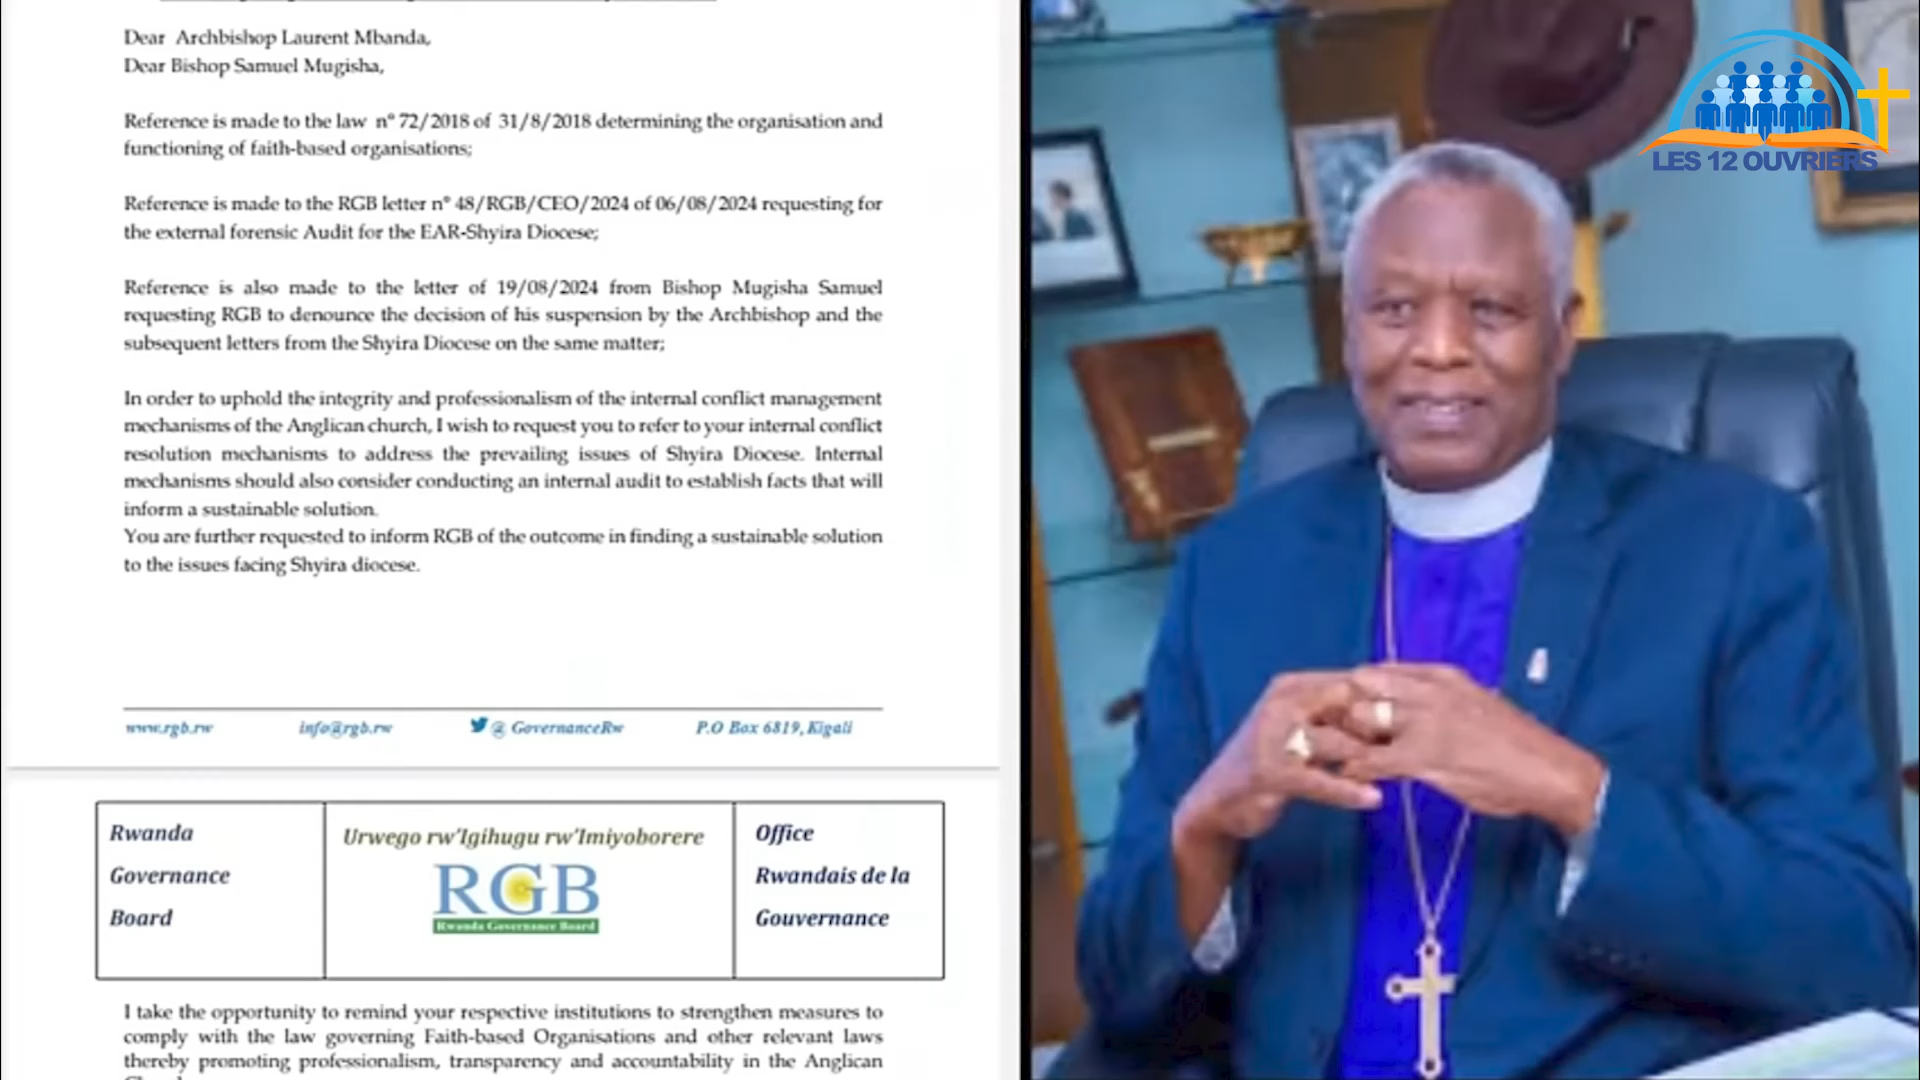 Dear Archbishop Laurent Mbanda,
Dear Bishop Samuel Mugisha,
Reference is made to the law n° 72/2018 of 31/8/2018 determining the organisation and
functioning of faith-based organisations;
Reference is made to the RGB letter n° 48/RGB/CEO/2024 of 06/08/2024 requesting for
the external forensic Audit for the EAR-Shyira Diocese;
Reference is also made to the letter of 19/08/2024 from Bishop Mugisha Samuel
requesting RGB to denounce the decision of his suspension by the Archbishop and the
subsequent letters from the Shyira Diocese on the same matter;
In order to uphold the integrity and professionalism of the internal conflict management
mechanisms of the Anglican church, I wish to request you to refer to your internal conflict
resolution mechanisms to address the prevailing issues of Shyira Diocese. Internal
mechanisms should also consider conducting an internal audit to establish facts that will
inform a sustainable solution.
You are further requested to inform RGB of the outcome in finding a sustainable solution
to the issues facing Shyira diocese.
www.rgb.rw info@rgb.rw @ GovernanceRw P.O Box 6819, Kigali
Rwanda
Governance
Board
Urwego rw'Igihugu rw'Imiyoborere
RGB
Rwanda Governance Board
Office
Rwandais de la
Gouvernance
I take the opportunity to remind your respective institutions to strengthen measures to
comply with the law governing Faith-based Organisations and other relevant laws
thereby promoting professionalism, transparency and accountability in the Anglican
LES 12 OUVRIERS